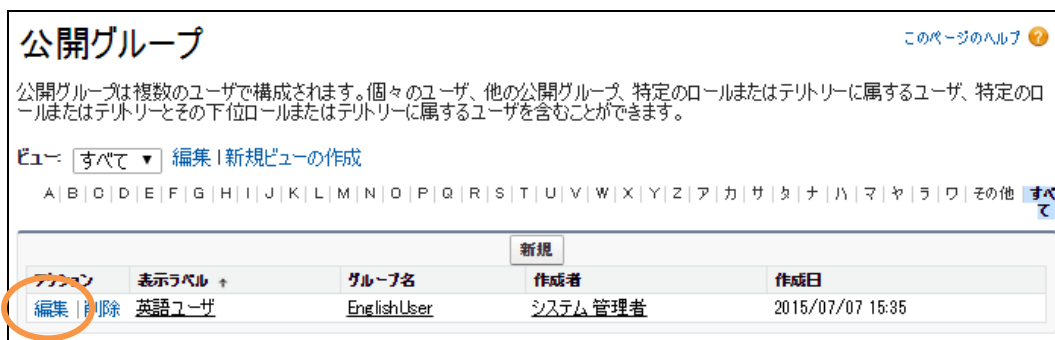 公開グループ
このページのヘルプ
公開グループは複数のユーザで構成されます。個々のユーザ、他の公開グループ、特定のロールまたはテリトリーに属するユーザ、特定のロ
ールまたはテリトリーとその下位ロールまたはテリトリーに属するユーザを含むことができます。
ビュー: すべて ▼ 編集 | 新規ビューの作成
A | B | C | D | E | F | G | H | I | J | K | L | M | N | O | P | Q | R | S | T | U | V | W | X | Y | Z | ア | カ | サ | タ | ナ | ハ | マ | ヤ | ラ | ワ | その他 | すべ
て
新規
アクション 表示ラベル ↑ グループ名 作成者 作成日
編集 | 削除 英語ユーザ EnglishUser システム 管理者 2015/07/07 15:35